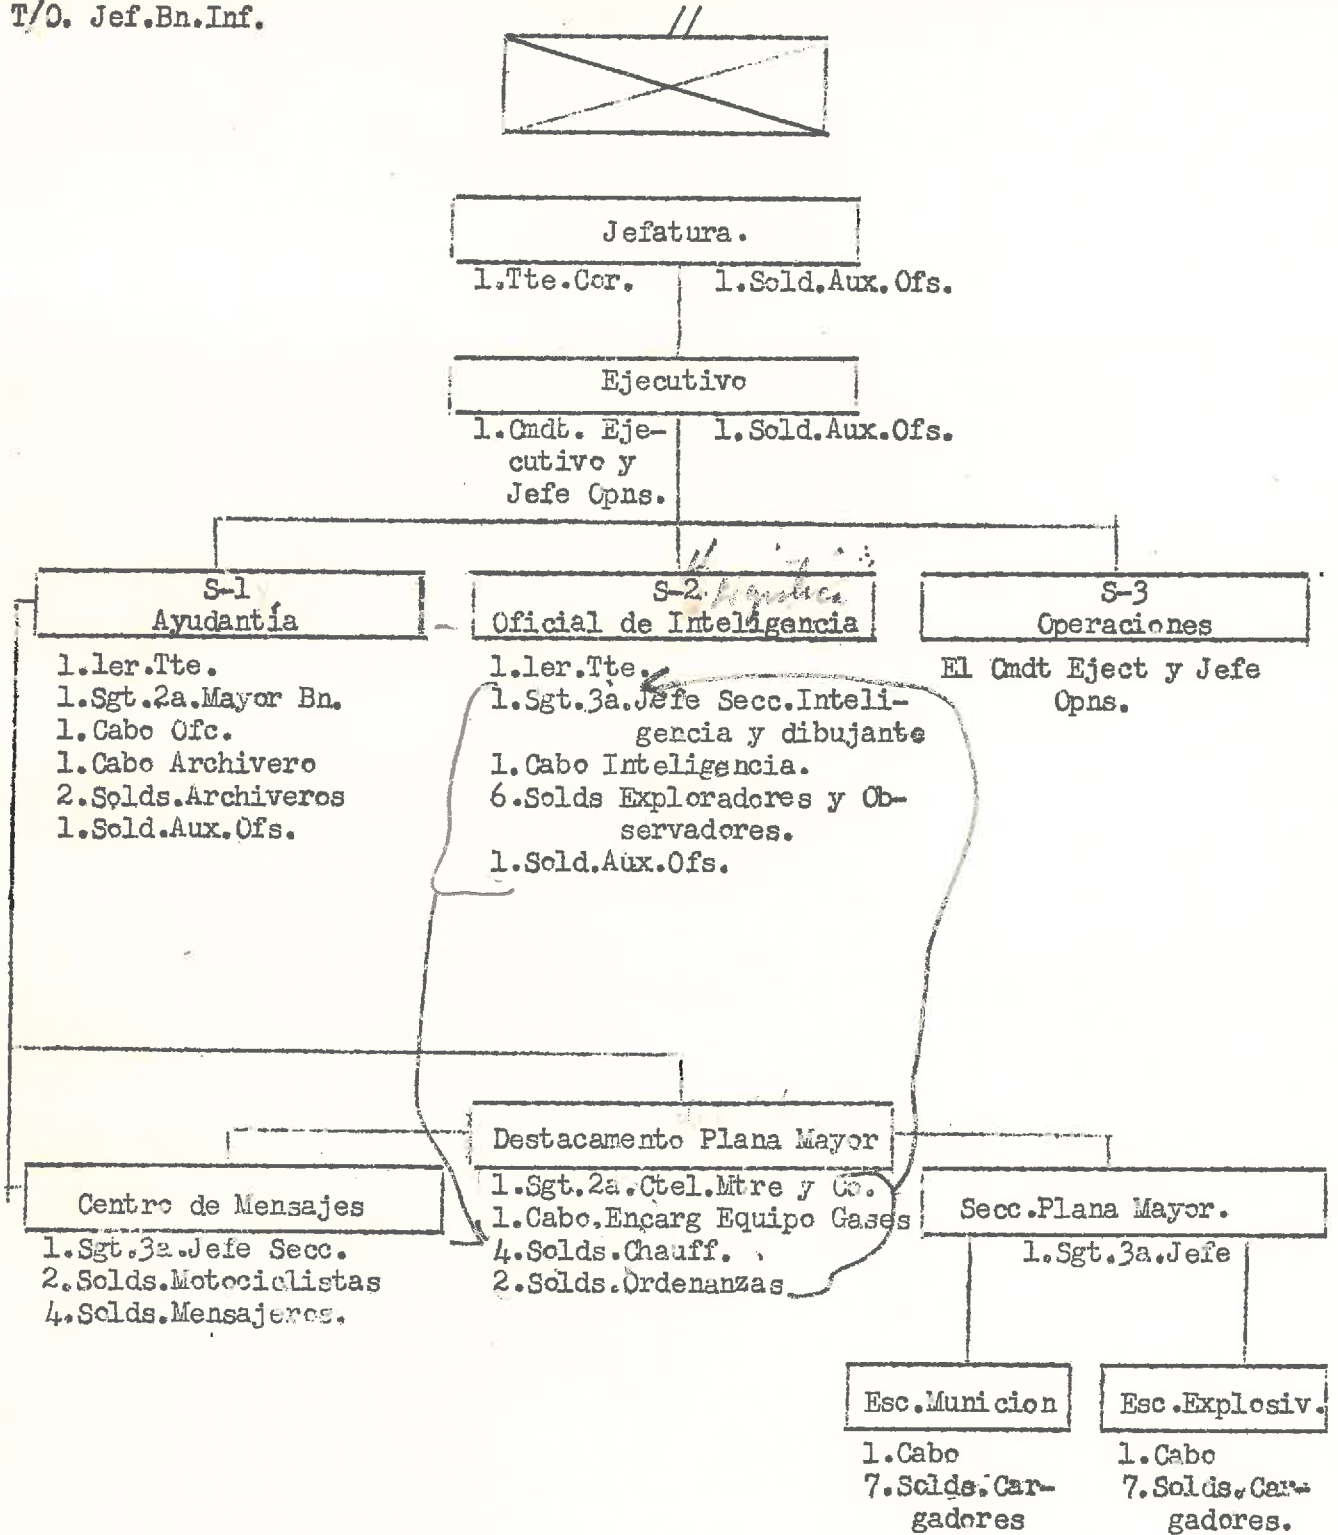 T/O. Jef.Bn.Inf.
Jefatura.
1.Tte.Cor.
1.Sold.Aux.Ofs.
Ejecutivo
1.Cmdt. Eje-
cutivo y
Jefe Opns.
1.Sold.Aux.Ofs.
S-1
Ayudantía
1.1er.Tte.
1.Sgt.2a.Mayor Bn.
1.Cabo Ofc.
1.Cabo Archivero
2.Solds.Archiveros
1.Sold.Aux.Ofs.
S-2.
Oficial de Inteligencia
1.1er.Tte.
1.Sgt.3a.Jefe Secc.Inteli-
gencia y dibujante
1.Cabo Inteligencia.
6.Solds Exploradores y Ob-
servadores.
1.Sold.Aux.Ofs.
S-3
Operaciones
El Cmdt Eject y Jefe
Opns.
Destacamento Plana Mayor
1.Sgt.2a.Ctel.Mtre y Co.
1.Cabo.Encarg Equipo Gases
4.Solds.Chauff.
2.Solds.Ordenanzas
Centro de Mensajes
1.Sgt.3a.Jefe Secc.
2.Solds.Motociclistas
4.Solds.Mensajeros.
Secc.Plana Mayor.
1.Sgt.3a.Jefe
Esc.Municion
1.Cabo
7.Solds.Car-
gadores
Esc.Explosiv.
1.Cabo
7.Solds.Car-
gadores.